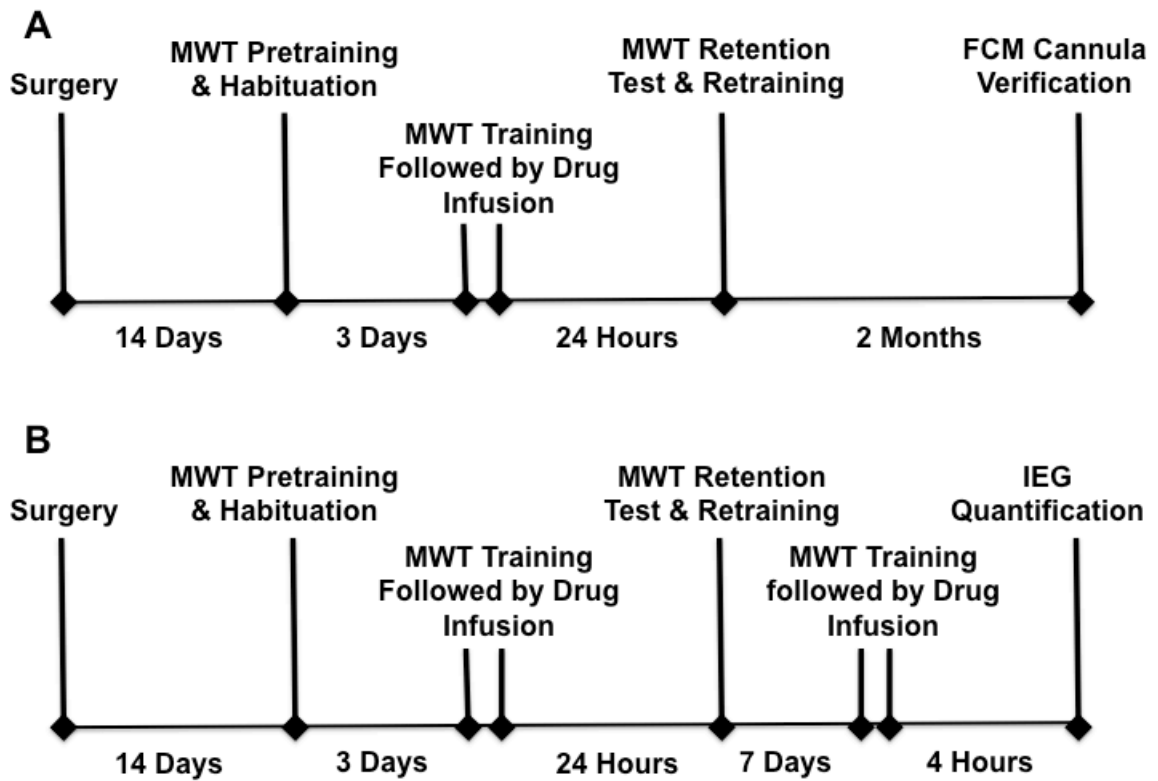 A
Surgery
MWT Pretraining
& Habituation
MWT Training
Followed by Drug
Infusion
MWT Retention
Test & Retraining
FCM Cannula
Verification
14 Days
3 Days
24 Hours
2 Months
B
Surgery
MWT Pretraining
& Habituation
MWT Training
Followed by Drug
Infusion
MWT Retention
Test & Retraining
MWT Training
followed by Drug
Infusion
IEG
Quantification
14 Days
3 Days
24 Hours
7 Days
4 Hours